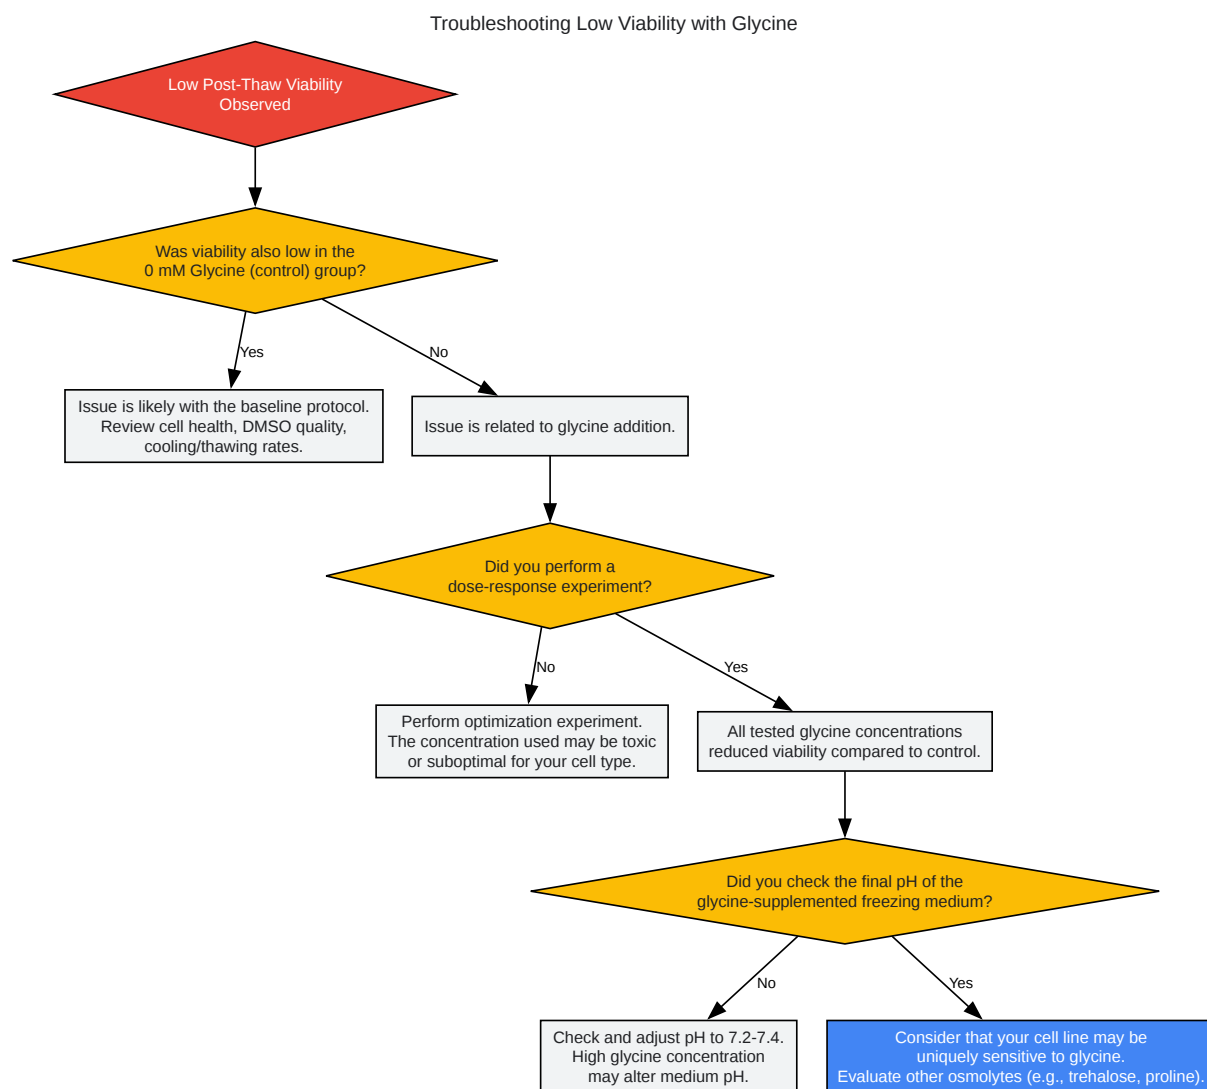 Troubleshooting Low Viability with Glycine
Low Post-Thaw Viability
Observed
Was viability also low in the
0 mM Glycine (control) group?
Yes
No
Issue is likely with the baseline protocol.
Review cell health, DMSO quality,
cooling/thawing rates.
Issue is related to glycine addition.
Did you perform a
dose-response experiment?
No
Yes
Perform optimization experiment.
The concentration used may be toxic
or suboptimal for your cell type.
All tested glycine concentrations
reduced viability compared to control.
Did you check the final pH of the
glycine-supplemented freezing medium?
No
Yes
Check and adjust pH to 7.2-7.4.
High glycine concentration
may alter medium pH.
Consider that your cell line may be
uniquely sensitive to glycine.
Evaluate other osmolytes (e.g., trehalose, proline).